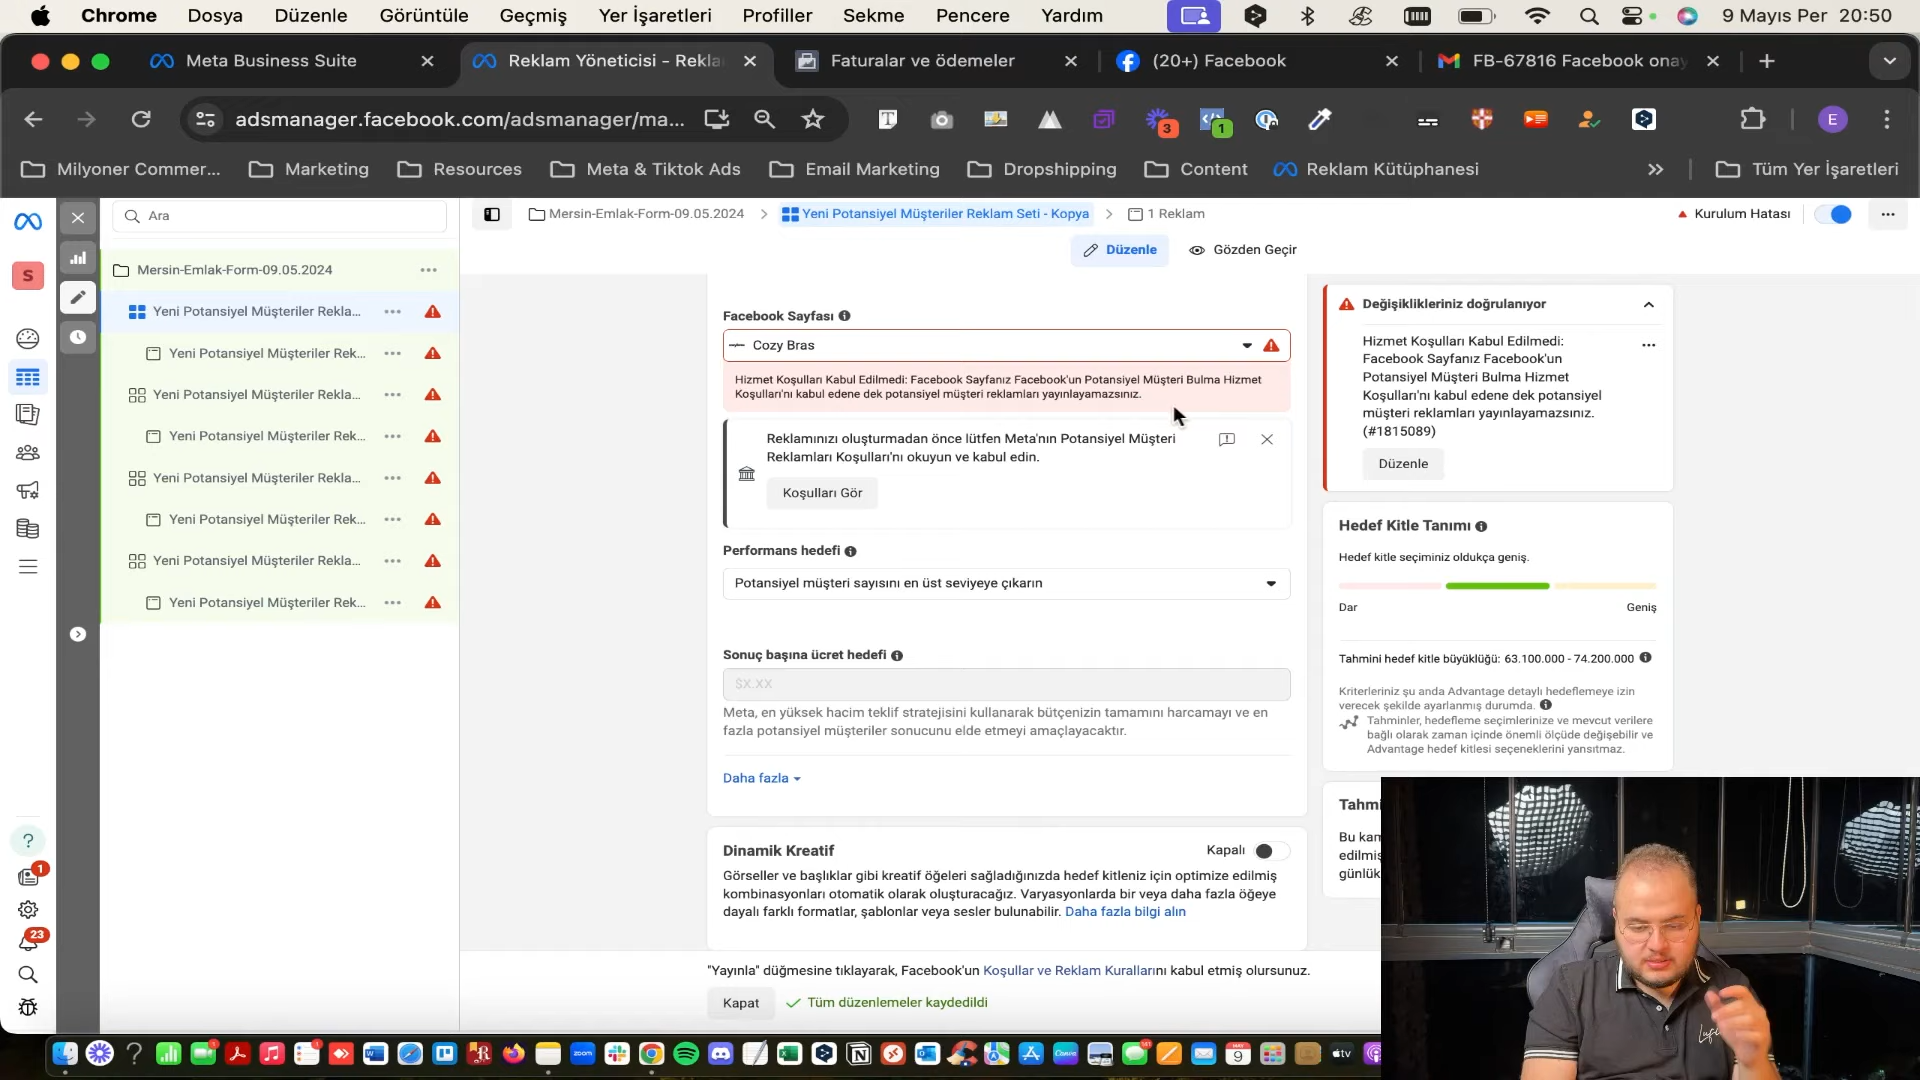 Chrome Dosya Düzenle Görüntüle Geçmiş Yer İşaretleri Profiller Sekme Pencere Yardım 9 Mayıs Per 20:50
Meta Business Suite
Reklam Yöneticisi - Rekla
Faturalar ve ödemeler
(20+) Facebook
FB-67816 Facebook onay
adsmanager.facebook.com/adsmanager/ma...
3
1
E
Milyoner Commer... Marketing Resources Meta & Tiktok Ads Email Marketing Dropshipping Content Reklam Kütüphanesi Tüm Yer İşaretleri
Ara
S
Mersin-Emlak-Form-09.05.2024
Yeni Potansiyel Müşteriler Rekla...
Yeni Potansiyel Müşteriler Rek...
Yeni Potansiyel Müşteriler Rekla...
Yeni Potansiyel Müşteriler Rek...
Yeni Potansiyel Müşteriler Rekla...
Yeni Potansiyel Müşteriler Rek...
Yeni Potansiyel Müşteriler Rekla...
Yeni Potansiyel Müşteriler Rek...
?
1
23
Mersin-Emlak-Form-09.05.2024 Yeni Potansiyel Müşteriler Reklam Seti - Kopya 1 Reklam
Kurulum Hatası
Düzenle Gözden Geçir
Facebook Sayfası
Cozy Bras
Hizmet Koşulları Kabul Edilmedi: Facebook Sayfanız Facebook'un Potansiyel Müşteri Bulma Hizmet
Koşulları'nı kabul edene dek potansiyel müşteri reklamları yayınlayamazsınız.
Reklamınızı oluşturmadan önce lütfen Meta'nın Potansiyel Müşteri
Reklamları Koşulları'nı okuyun ve kabul edin.
Koşulları Gör
Performans hedefi
Potansiyel müşteri sayısını en üst seviyeye çıkarın
Sonuç başına ücret hedefi
$X.XX
Meta, en yüksek hacim teklif stratejisini kullanarak bütçenizin tamamını harcamayı ve en
fazla potansiyel müşteriler sonucunu elde etmeyi amaçlayacaktır.
Daha fazla
Dinamik Kreatif
Kapalı
Görseller ve başlıklar gibi kreatif öğeleri sağladığınızda hedef kitleniz için optimize edilmiş
kombinasyonları otomatik olarak oluşturacağız. Varyasyonlarda bir veya daha fazla öğeye
dayalı farklı formatlar, şablonlar veya sesler bulunabilir. Daha fazla bilgi alın
"Yayınla" düğmesine tıklayarak, Facebook'un Koşullar ve Reklam Kurallarını kabul etmiş olursunuz.
Kapat
Tüm düzenlemeler kaydedildi
Değişiklikleriniz doğrulanıyor
Hizmet Koşulları Kabul Edilmedi:
Facebook Sayfanız Facebook'un
Potansiyel Müşteri Bulma Hizmet
Koşulları'nı kabul edene dek potansiyel
müşteri reklamları yayınlayamazsınız.
(#1815089)
Düzenle
Hedef Kitle Tanımı
Hedef kitle seçiminiz oldukça geniş.
Dar
Geniş
Tahmini hedef kitle büyüklüğü: 63.100.000 - 74.200.000
Kriterleriniz şu anda Advantage detaylı hedeflemeye izin
verecek şekilde ayarlanmış durumda.
Tahminler, hedefleme seçimlerinize ve mevcut verilere
bağlı olarak zaman içinde önemli ölçüde değişebilir ve
Advantage hedef kitlesi seçeneklerini yansıtmaz.
Tahmi
Bu kam
edilmiş
günlük
zoom
Canva
9
tv